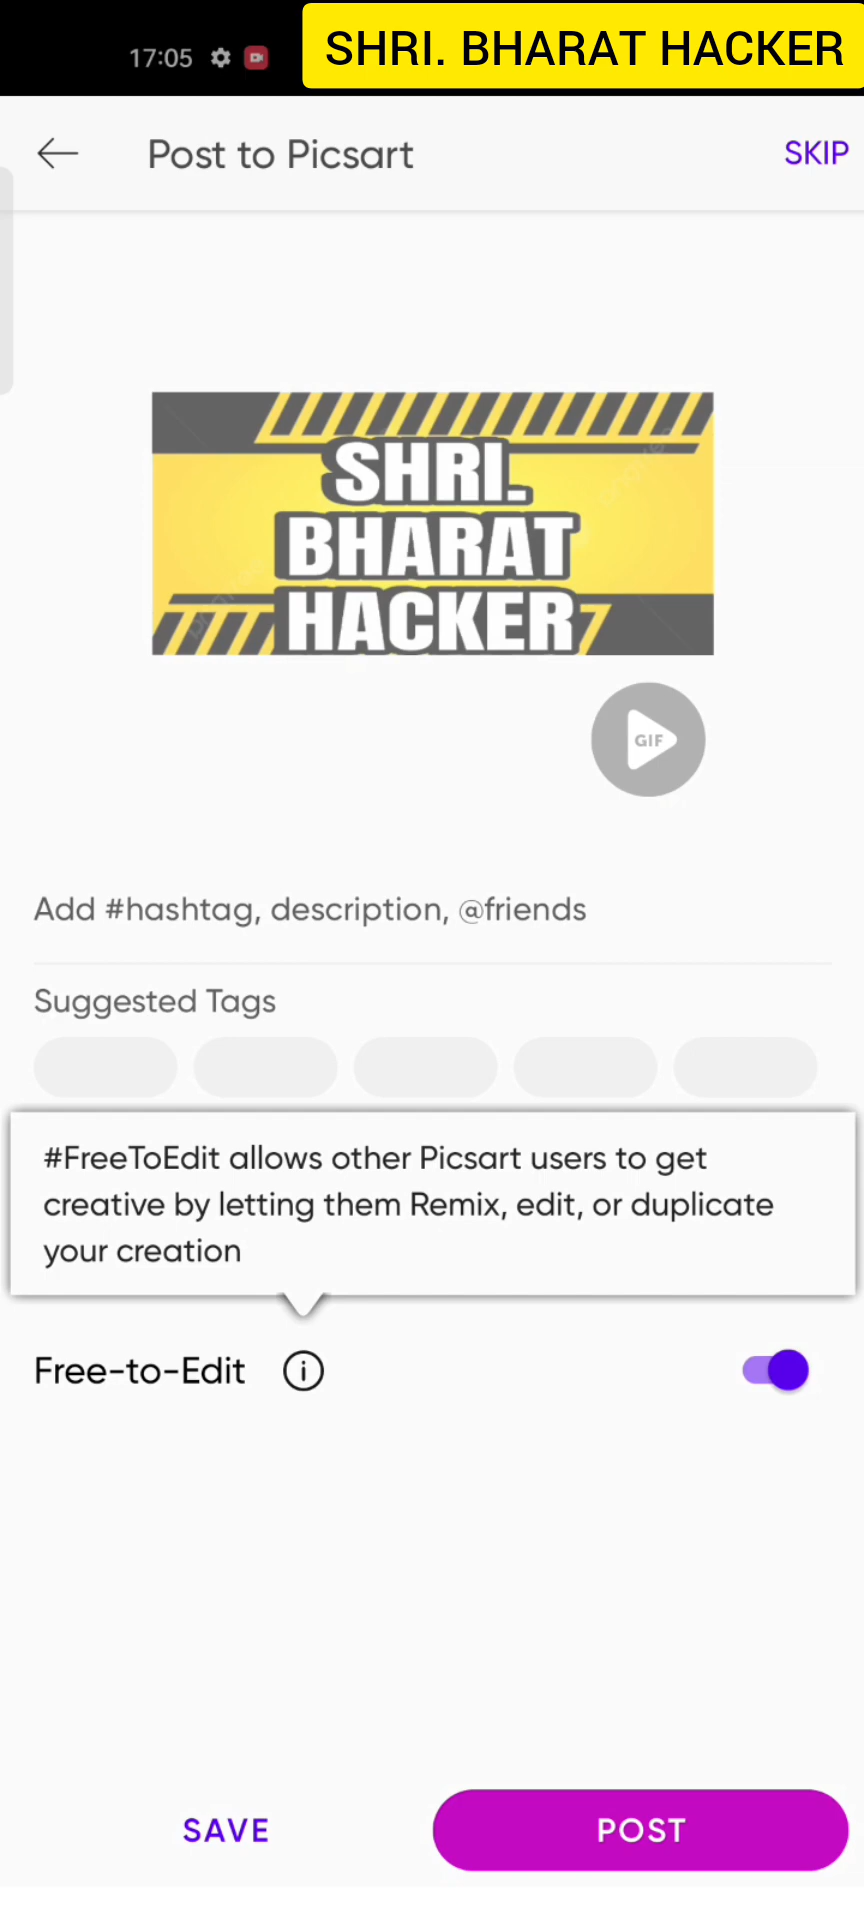 17:05
SHRI. BHARAT HACKER
Post to Picsart
SKIP
SHRI.
BHARAT
HACKER
GIF
Add #hashtag, description, @friends
Suggested Tags
#FreeToEdit allows other Picsart users to get
creative by letting them Remix, edit, or duplicate
your creation
Free-to-Edit
SAVE
POST